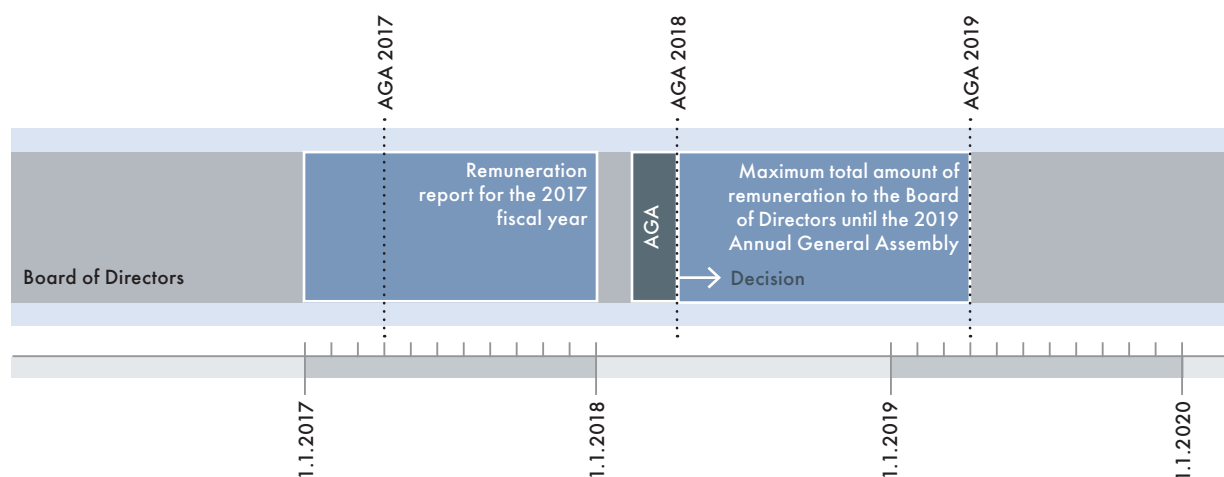 AGA 2017
AGA 2018
AGA 2019
Remuneration
report for the 2017
fiscal year
AGA
Maximum total amount of
remuneration to the Board
of Directors until the 2019
Annual General Assembly
Board of Directors
Decision
1.1.2017
1.1.2018
1.1.2019
1.1.2020